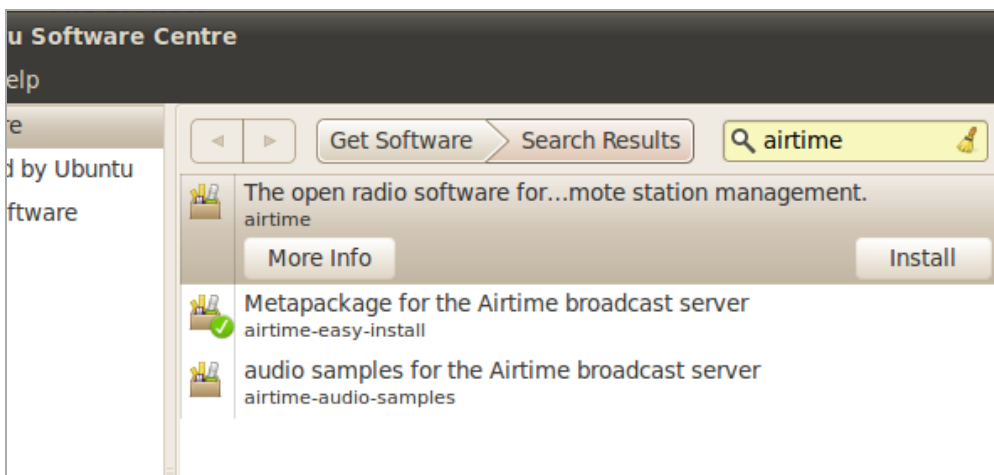 u Software Centre
elp
re
d by Ubuntu
ftware
Get Software
Search Results
airtime
The open radio software for...mote station management.
airtime
More Info
Install
Metapackage for the Airtime broadcast server
airtime-easy-install
audio samples for the Airtime broadcast server
airtime-audio-samples